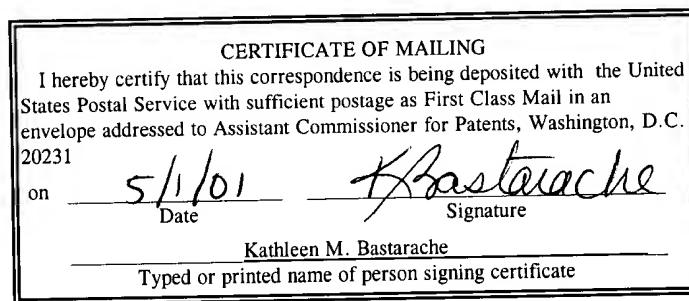 CERTIFICATE OF MAILING
I hereby certify that this correspondence is being deposited with the United
States Postal Service with sufficient postage as First Class Mail in an
envelope addressed to Assistant Commissioner for Patents, Washington, D.C.
20231
on 5/1/01 KBastarache
Date Signature
Kathleen M. Bastarache
Typed or printed name of person signing certificate